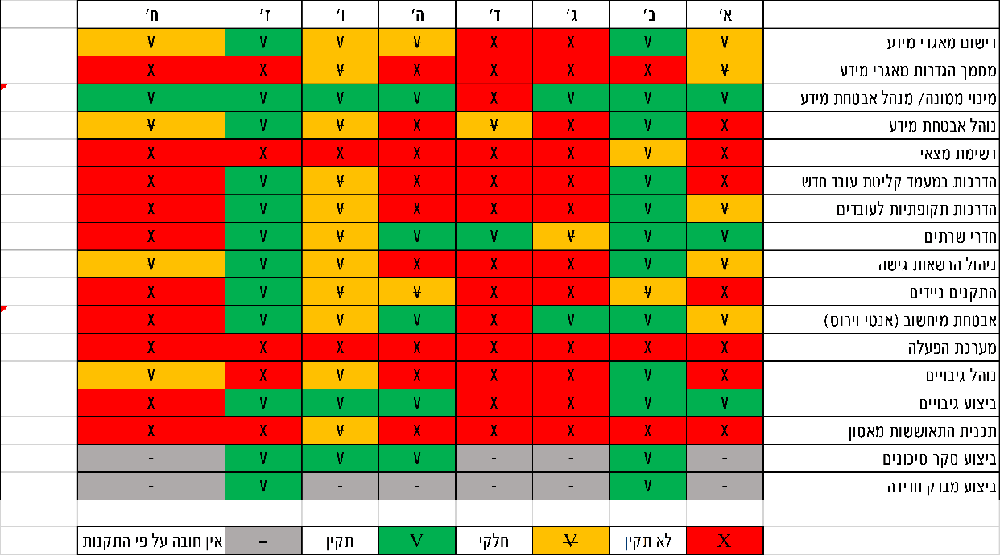 א׳ ב׳ ג׳ ד׳ ה׳ ו׳ ז׳ ח׳
רישום מאגרי מידע V V X X V V V V
מסמך הגדרות מאגרי מידע V̶ X X X X V̶ X X
מינוי ממונה/ מנהל אבטחת מידע V V V X V V V V
נוהל אבטחת מידע X V X V̶ X V̶ V V̶
רשימת מצאי X V X X X X X X
הדרכות במעמד קליטת עובד חדש X V X X X V̶ V X
הדרכות תקופתיות לעובדים V̶ V X X X V̶ V X
חדרי שרתים V V V̶ V V V̶ V X
ניהול הרשאות גישה V V X X X V̶ V V
התקנים ניידים X V̶ X X V̶ V̶ V X
אבטחת מיחשוב (אנטי וירוס) V V V X V V V X
מערכת הפעלה X X X X X X X X
נוהל גיבויים X V X X X V X V
ביצוע גיבויים V V X X V V V X
תכנית התאוששות מאסון X X X X X V̶ X X
ביצוע סקר סיכונים - V - - V V V -
ביצוע מבדק חדירה - V - - - - V -
X לא תקין V̶ חלקי V תקין - אין חובה על פי התקנות